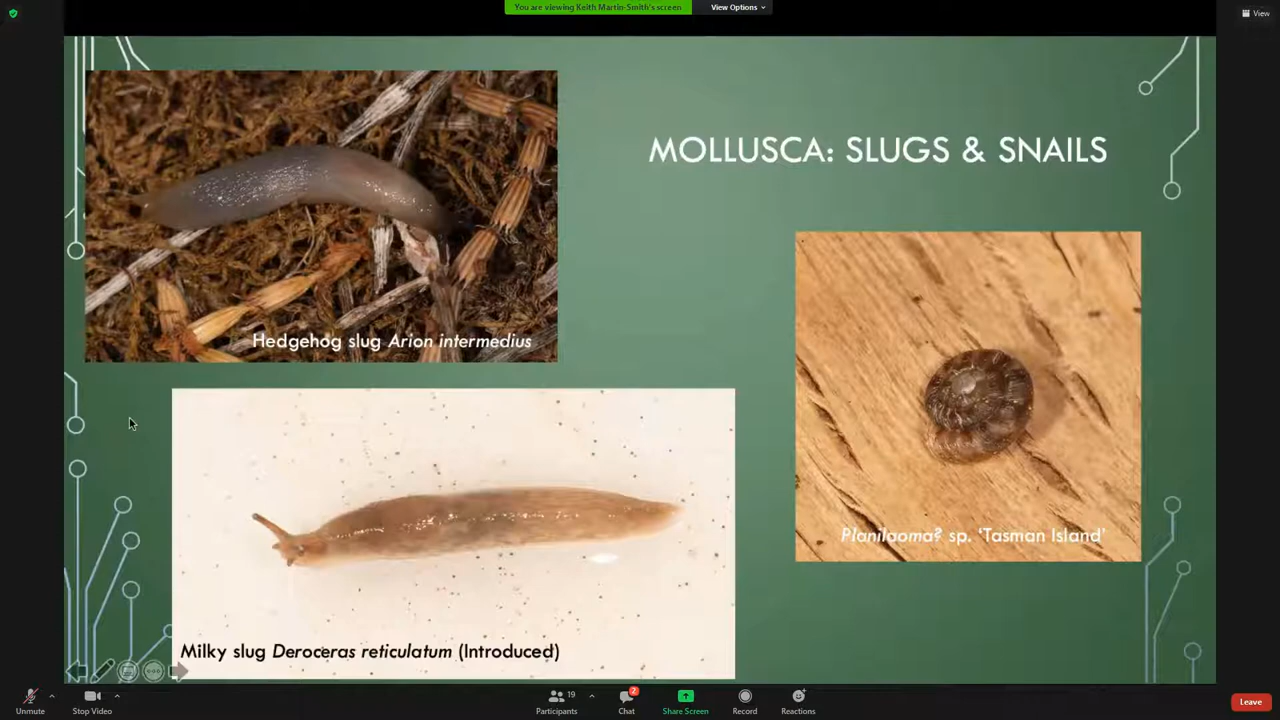 You are viewing Keith Martin-Smith's screen
View Options
View
MOLLUSCA: SLUGS & SNAILS
Hedgehog slug Arion intermedius
Planilaoma? sp. 'Tasman Island'
Milky slug Deroceras reticulatum (Introduced)
Unmute
Stop Video
Participants
19
Chat
2
Share Screen
Record
Reactions
Leave